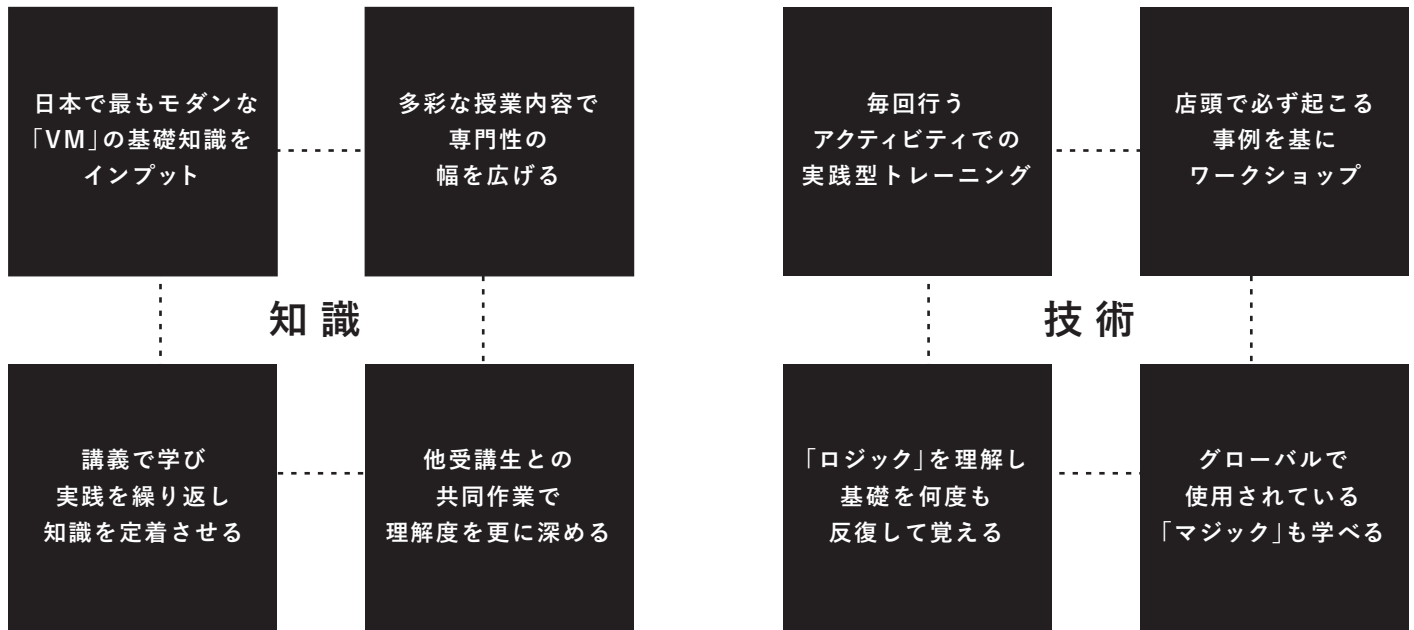 日本で最もモダンな
「VM」の基礎知識を
インプット
多彩な授業内容で
専門性の
幅を広げる
知識
講義で学び
実践を繰り返し
知識を定着させる
他受講生との
共同作業で
理解度を更に深める
毎回行う
アクティビティでの
実践型トレーニング
店頭で必ず起こる
事例を基に
ワークショップ
技術
「ロジック」を理解し
基礎を何度も
反復して覚える
グローバルで
使用されている
「マジック」も学べる